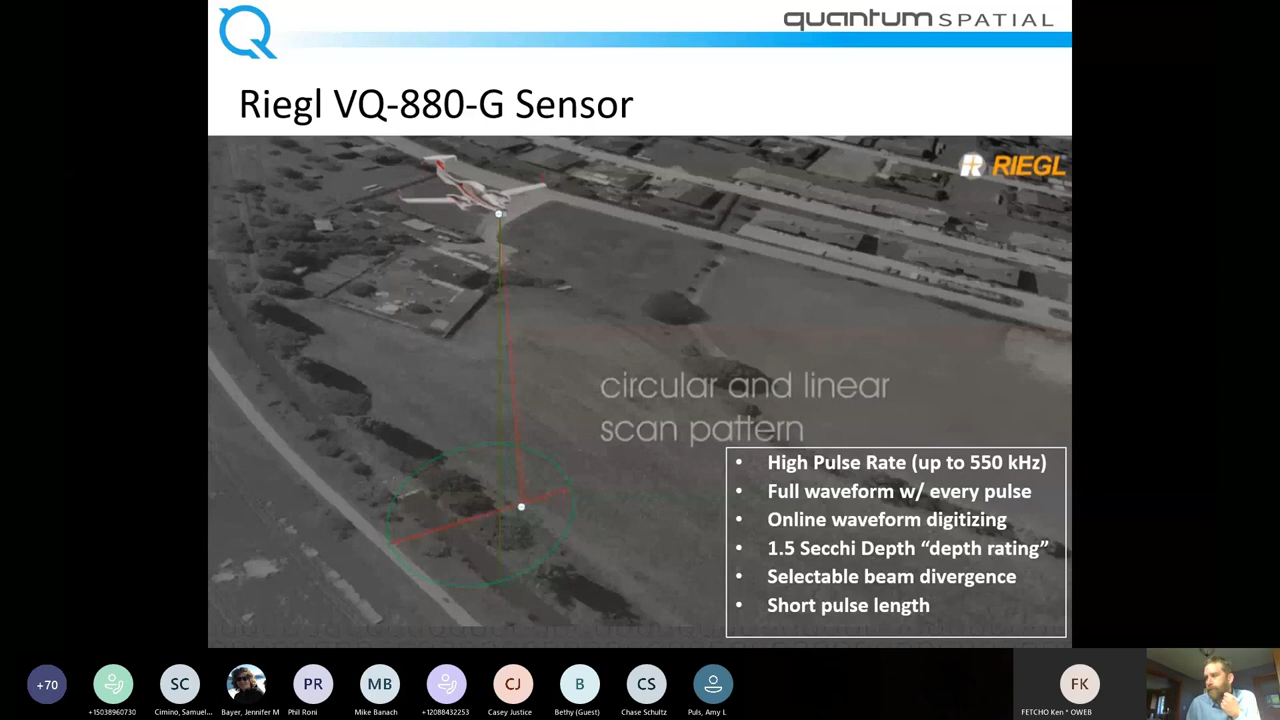 quantum SPATIAL
Riegl VQ-880-G Sensor
RIEGL
circular and linear
scan pattern
• High Pulse Rate (up to 550 kHz)
• Full waveform w/ every pulse
• Online waveform digitizing
• 1.5 Secchi Depth “depth rating”
• Selectable beam divergence
• Short pulse length
+70
SC
PR
MB
CJ
B
CS
FK
+15038960730
Cimino, Samuel...
Bayer, Jennifer M
Phil Roni
Mike Banach
+12088432253
Casey Justice
Bethy (Guest)
Chase Schultz
Puls, Amy L
FETCHO Ken * OWEB